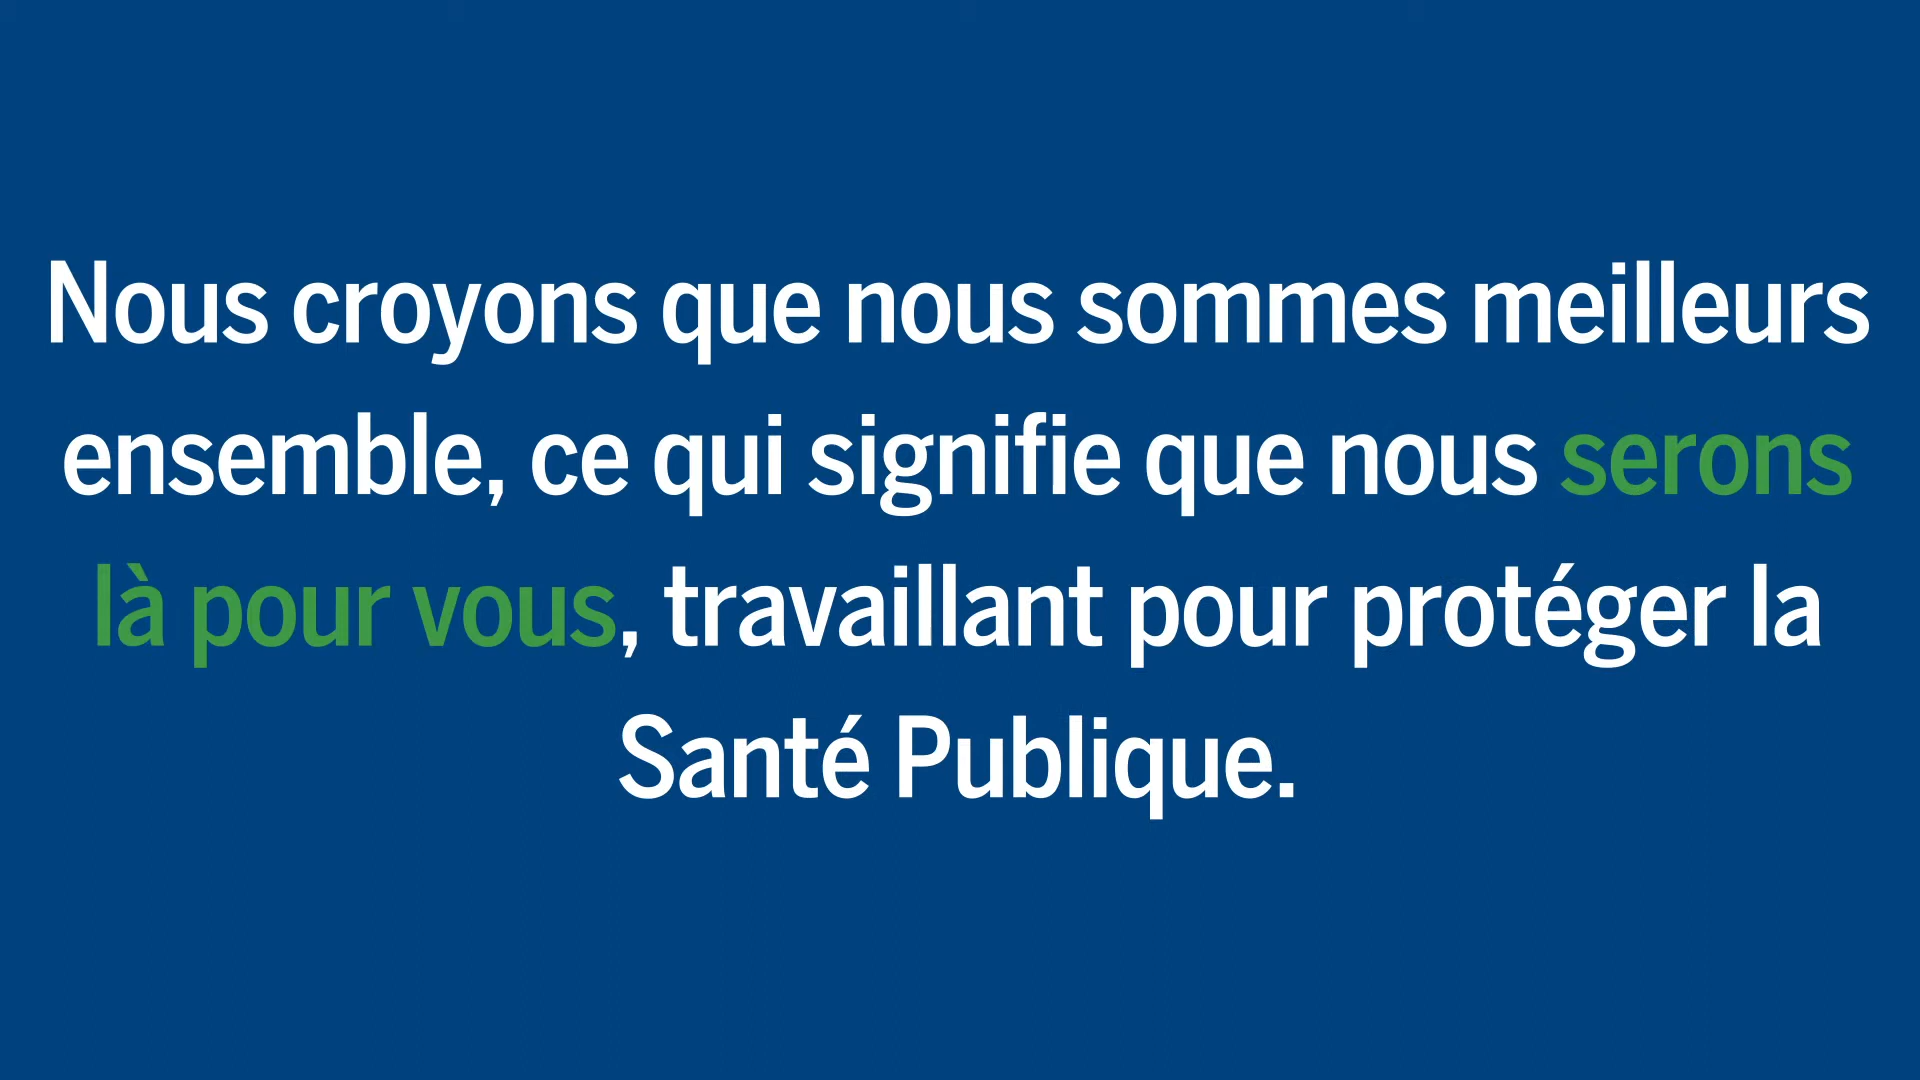 Nous croyons que nous sommes meilleurs
ensemble, ce qui signifie que nous serons
là pour vous, travaillant pour protéger la
Santé Publique.